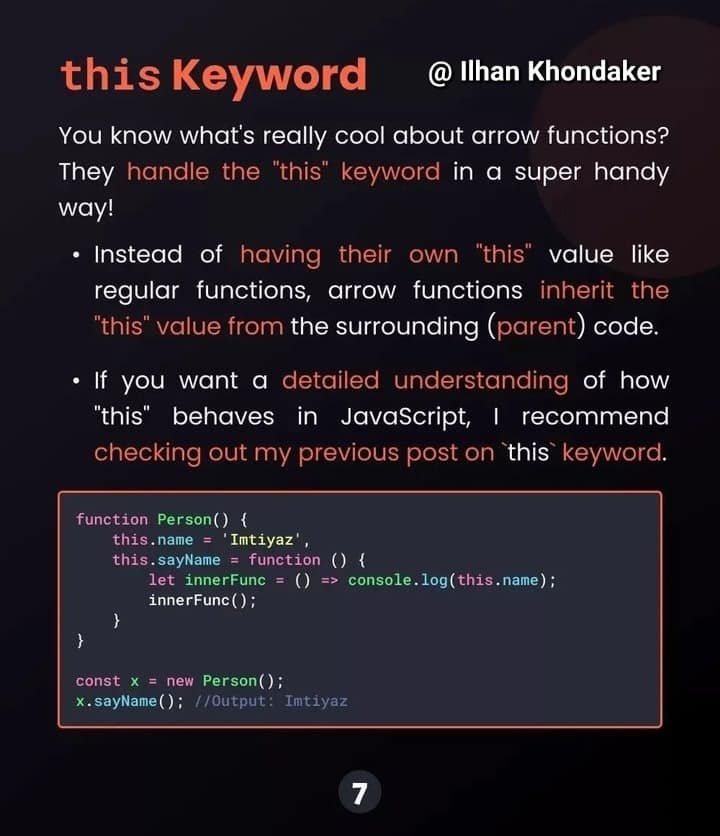 this Keyword
@ Ilhan Khondaker
You know what's really cool about arrow functions?
They handle the "this" keyword in a super handy
way!
• Instead of having their own "this" value like
regular functions, arrow functions inherit the
"this" value from the surrounding (parent) code.
• If you want a detailed understanding of how
"this" behaves in JavaScript, I recommend
checking out my previous post on `this` keyword.
function Person() {
    this.name = 'Imtiyaz',
    this.sayName = function () {
        let innerFunc = () => console.log(this.name);
        innerFunc();
    }
}
const x = new Person();
x.sayName(); //Output: Imtiyaz
7